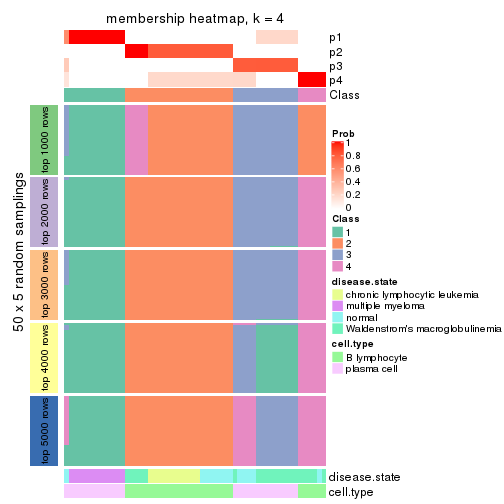 membership heatmap, k = 4
p1
p2
p3
p4
Class
50 x 5 random samplings
top 1000 rows
top 2000 rows
top 3000 rows
top 4000 rows
top 5000 rows
Prob
1
0.8
0.6
0.4
0.2
0
Class
1
2
3
4
disease.state
chronic lymphocytic leukemia
multiple myeloma
normal
Waldenstrom's macroglobulinemia
cell.type
B lymphocyte
plasma cell
disease.state
cell.type